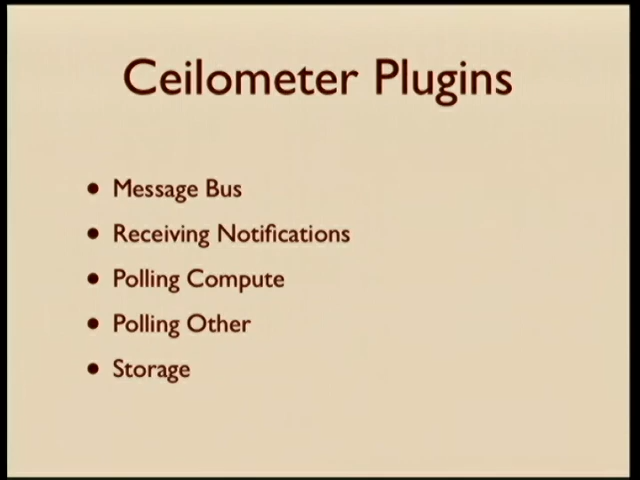 Ceilometer Plugins
• Message Bus
• Receiving Notifications
• Polling Compute
• Polling Other
• Storage